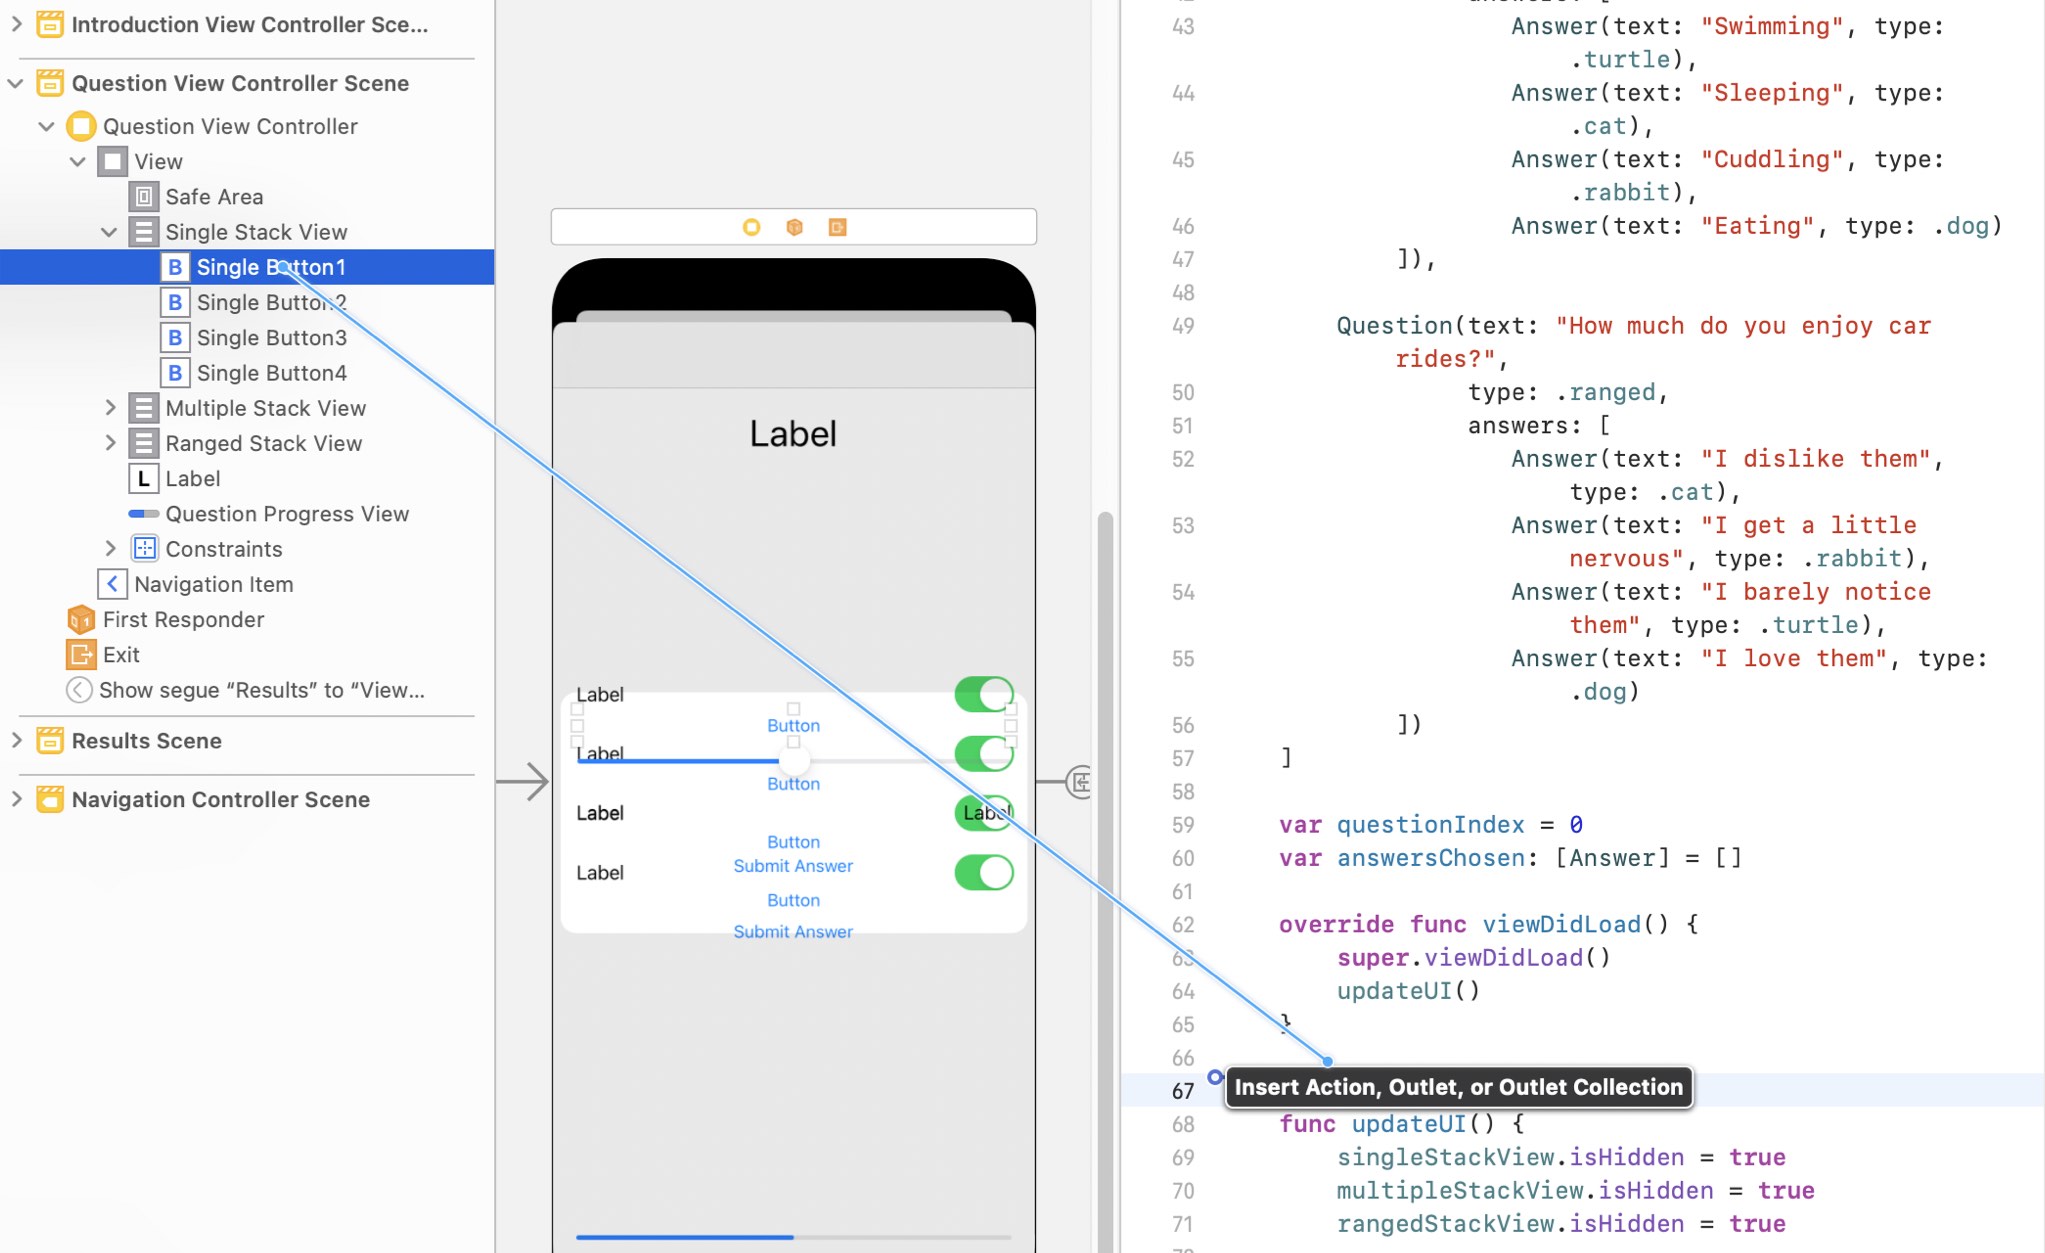 Introduction View Controller Sce...
Question View Controller Scene
Question View Controller
View
Safe Area
Single Stack View
B Single Button1
B Single Button2
B Single Button3
B Single Button4
Multiple Stack View
Ranged Stack View
L Label
Question Progress View
Constraints
Navigation Item
First Responder
Exit
Show segue “Results” to “View...
Results Scene
Navigation Controller Scene
Label
Label
Button
Label
Button
Label
Label
Button
Submit Answer
Label
Button
Submit Answer
43 Answer(text: "Swimming", type:
.turtle),
44 Answer(text: "Sleeping", type:
.cat),
45 Answer(text: "Cuddling", type:
.rabbit),
46 Answer(text: "Eating", type: .dog)
47 ]),
48
49 Question(text: "How much do you enjoy car
rides?",
50 type: .ranged,
51 answers: [
52 Answer(text: "I dislike them",
type: .cat),
53 Answer(text: "I get a little
nervous", type: .rabbit),
54 Answer(text: "I barely notice
them", type: .turtle),
55 Answer(text: "I love them", type:
.dog)
56 ])
57 ]
58
59 var questionIndex = 0
60 var answersChosen: [Answer] = []
61
62 override func viewDidLoad() {
63 super.viewDidLoad()
64 updateUI()
65 }
66
67 Insert Action, Outlet, or Outlet Collection
68 func updateUI() {
69 singleStackView.isHidden = true
70 multipleStackView.isHidden = true
71 rangedStackView.isHidden = true